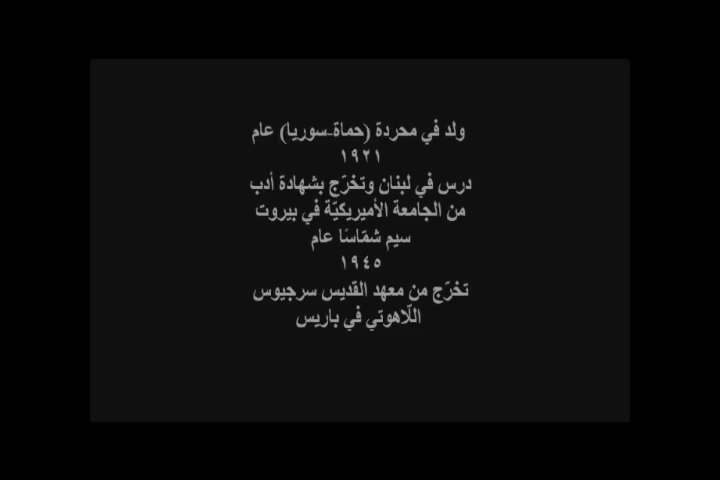 ولد في محردة (حماة-سوريا) عام
١٩٢١
درس في لبنان وتخرّج بشهادة أدب
من الجامعة الأميريكيّة في بيروت
سيم شمّاسًا عام
١٩٤٥
تخرّج من معهد القديس سرجيوس
اللّاهوتي في باريس